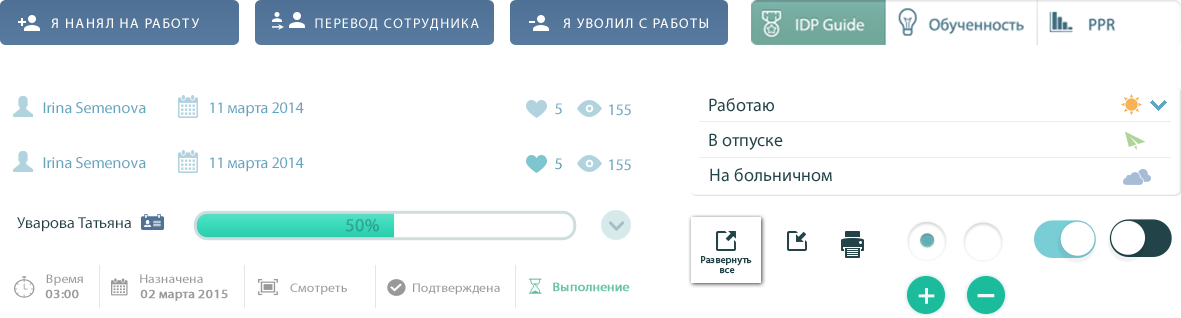 Я НАНЯЛ НА РАБОТУ
ПЕРЕВОД СОТРУДНИКА
Я УВОЛИЛ С РАБОТЫ
IDP Guide
Обученность
PPR
Irina Semenova 11 марта 2014 5 155
Irina Semenova 11 марта 2014 5 155
Работаю
В отпуске
На больничном
Уварова Татьяна 50%
Развернуть
все
Время
03:00
Назначена
02 марта 2015
Смотреть
Подтверждена
Выполнение